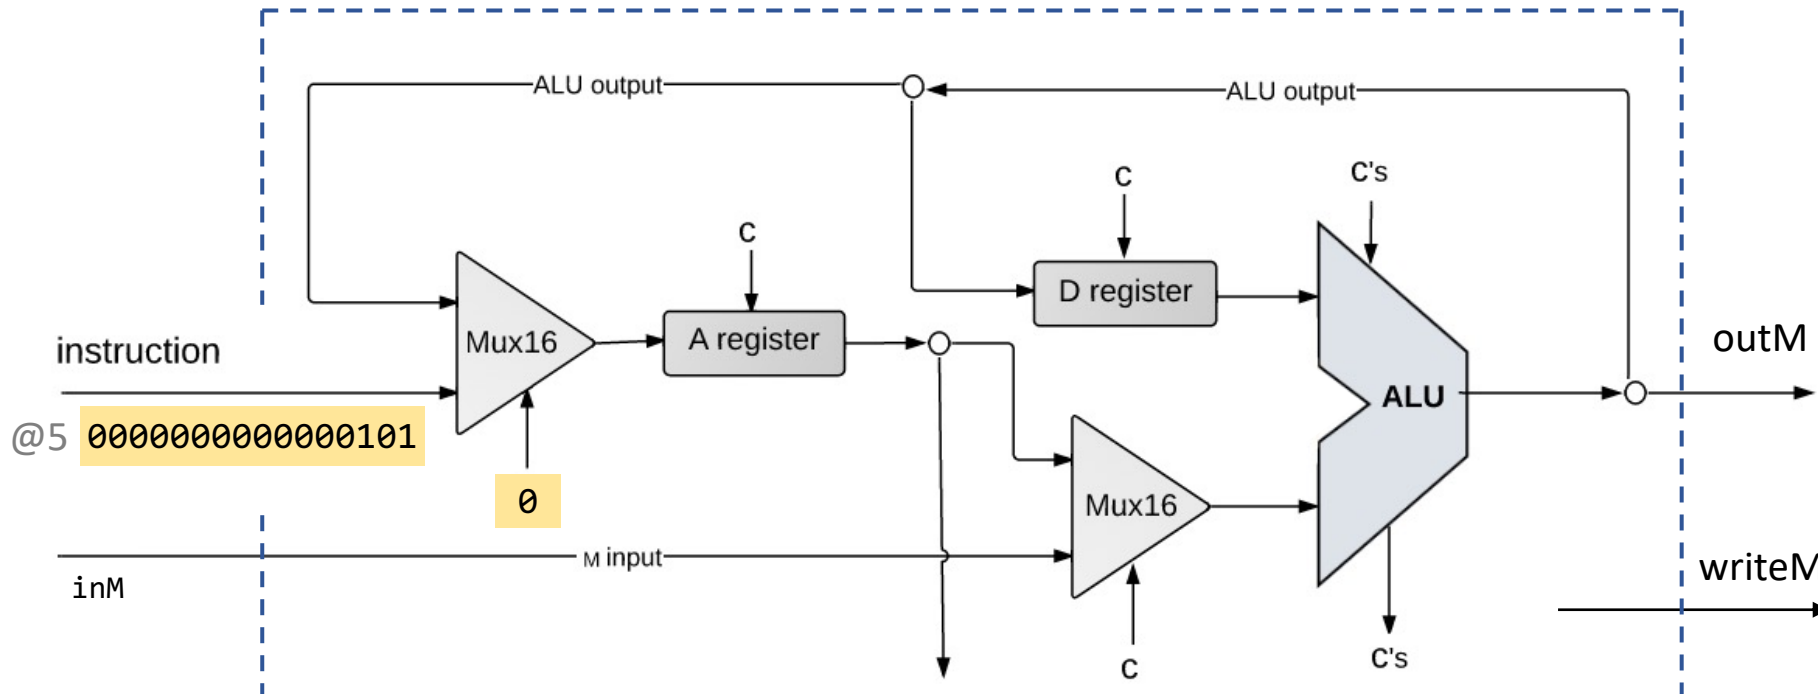 ALU output
ALU output
C's
C
C
D register
A register
Mux16
instruction
outM
ALU
@5 0000000000000101
0
Mux16
M input
inM
writeM
C
C's